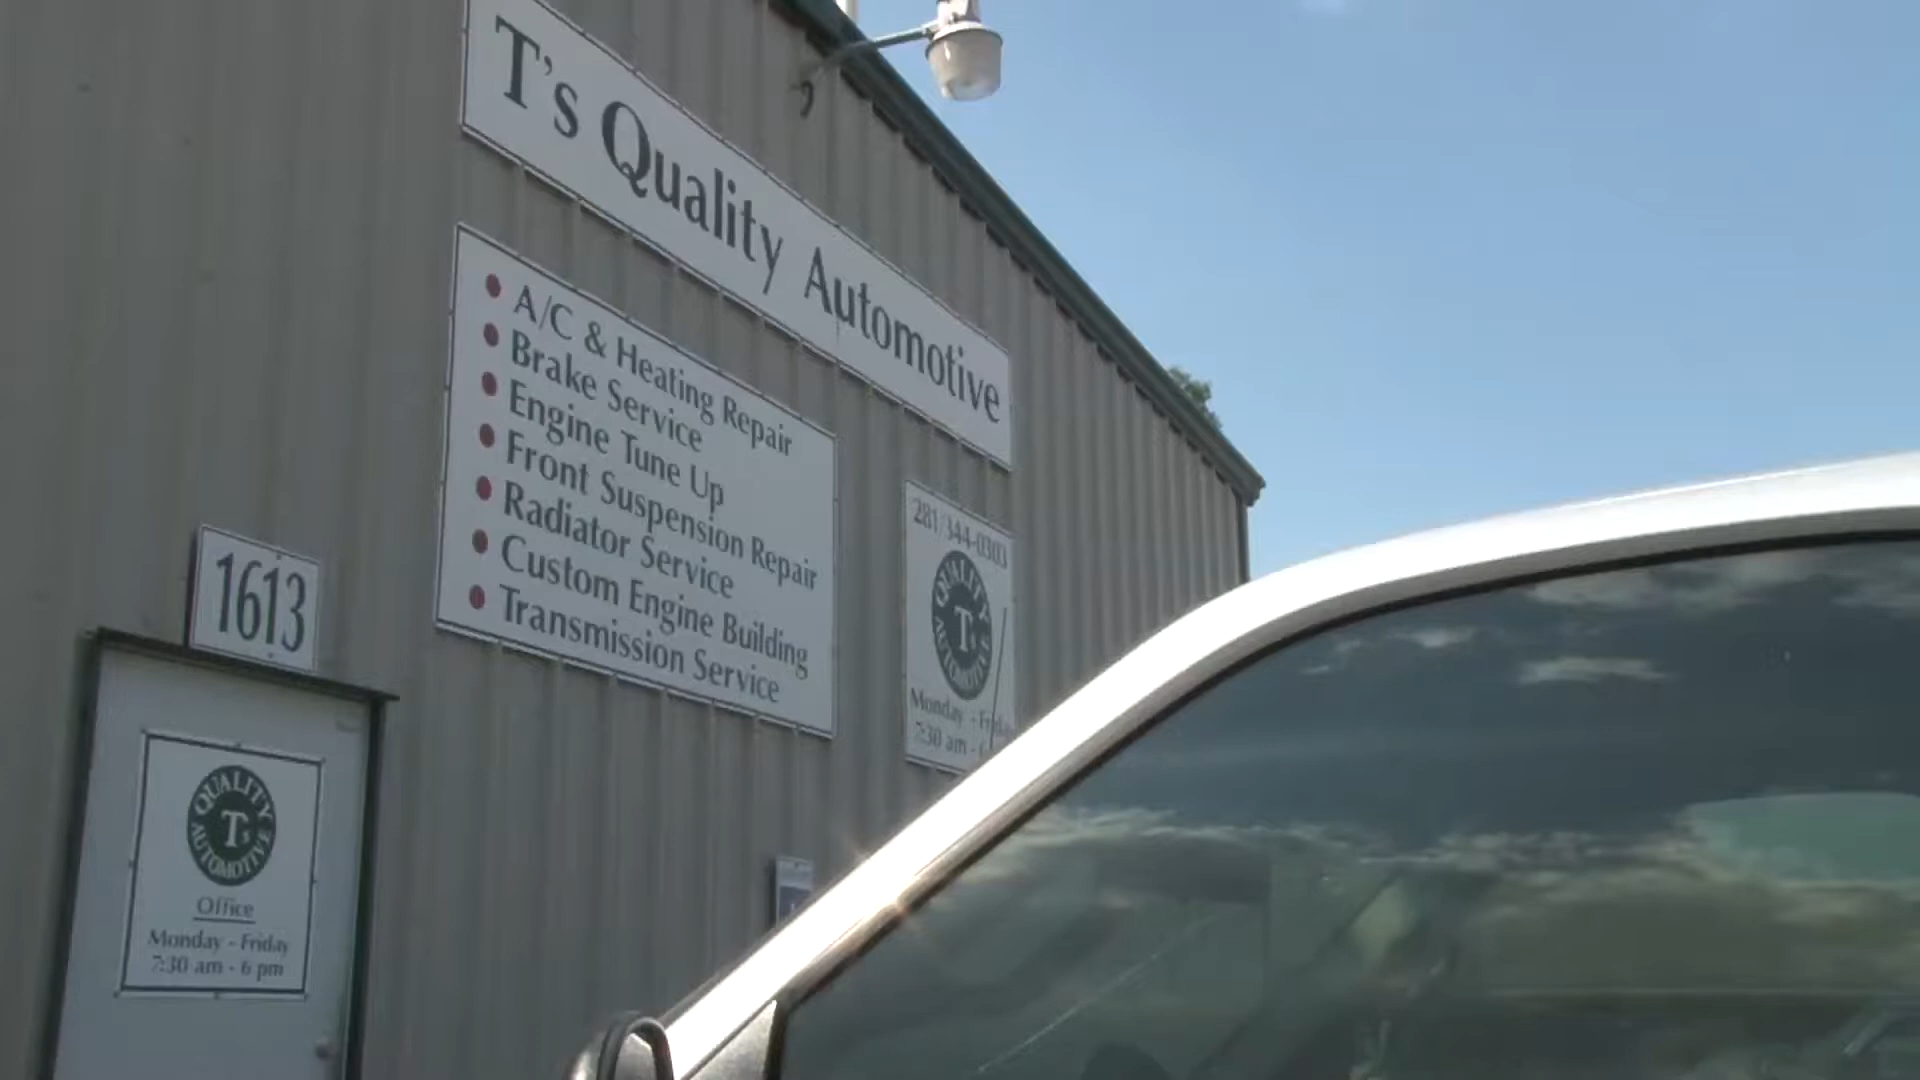 T's Quality Automotive
A/C & Heating Repair
Brake Service
Engine Tune Up
Front Suspension Repair
Radiator Service
Custom Engine Building
Transmission Service
281/344-0303
QUALITY
T's
AUTOMOTIVE
Monday - Friday
7:30 am -
1613
QUALITY
T's
AUTOMOTIVE
Office
Monday - Friday
7:30 am - 6 pm